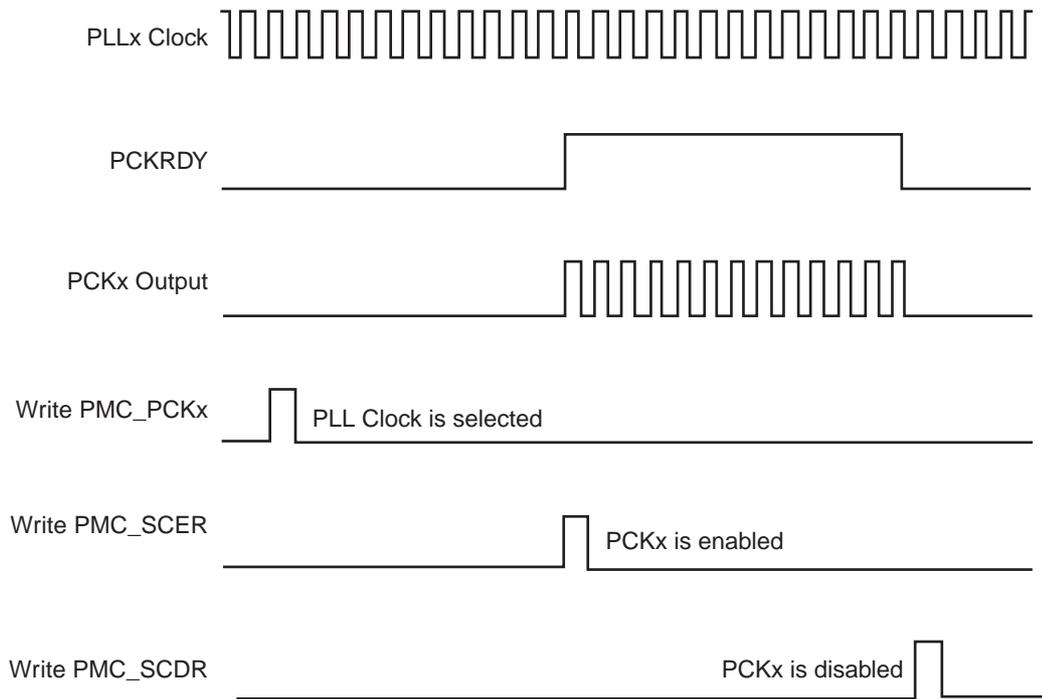 PLLx Clock
PCKRDY
PCKx Output
Write PMC_PCKx
PLL Clock is selected
Write PMC_SCER
PCKx is enabled
Write PMC_SCDR
PCKx is disabled